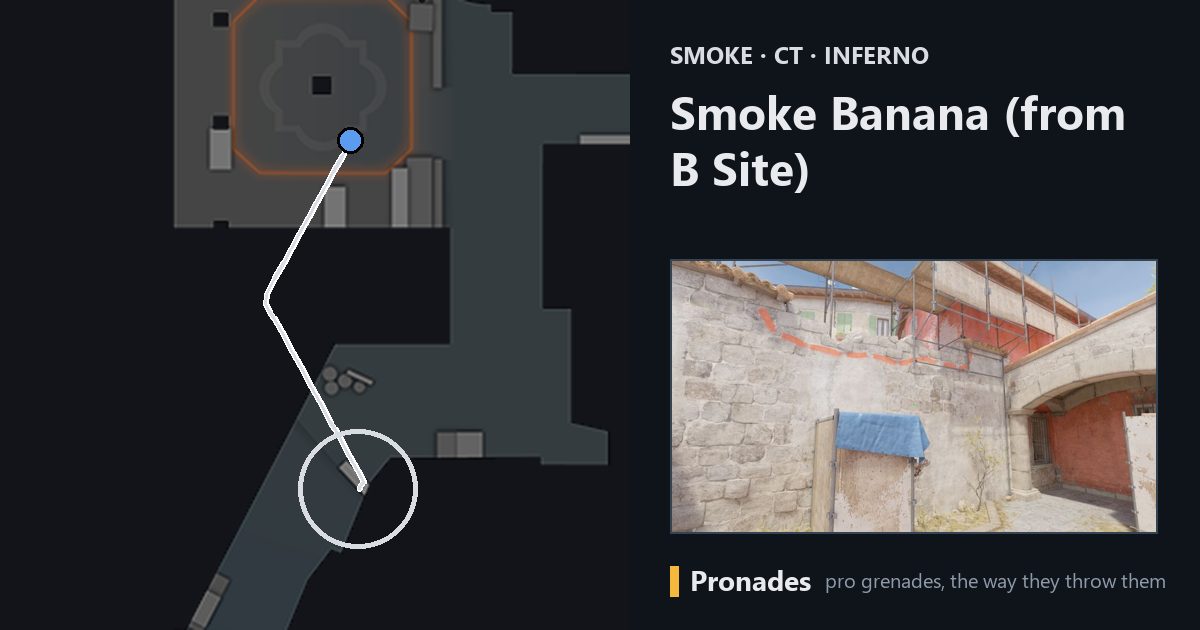 SMOKE · CT · INFERNO
Smoke Banana (from
B Site)
Pronades pro grenades, the way they throw them